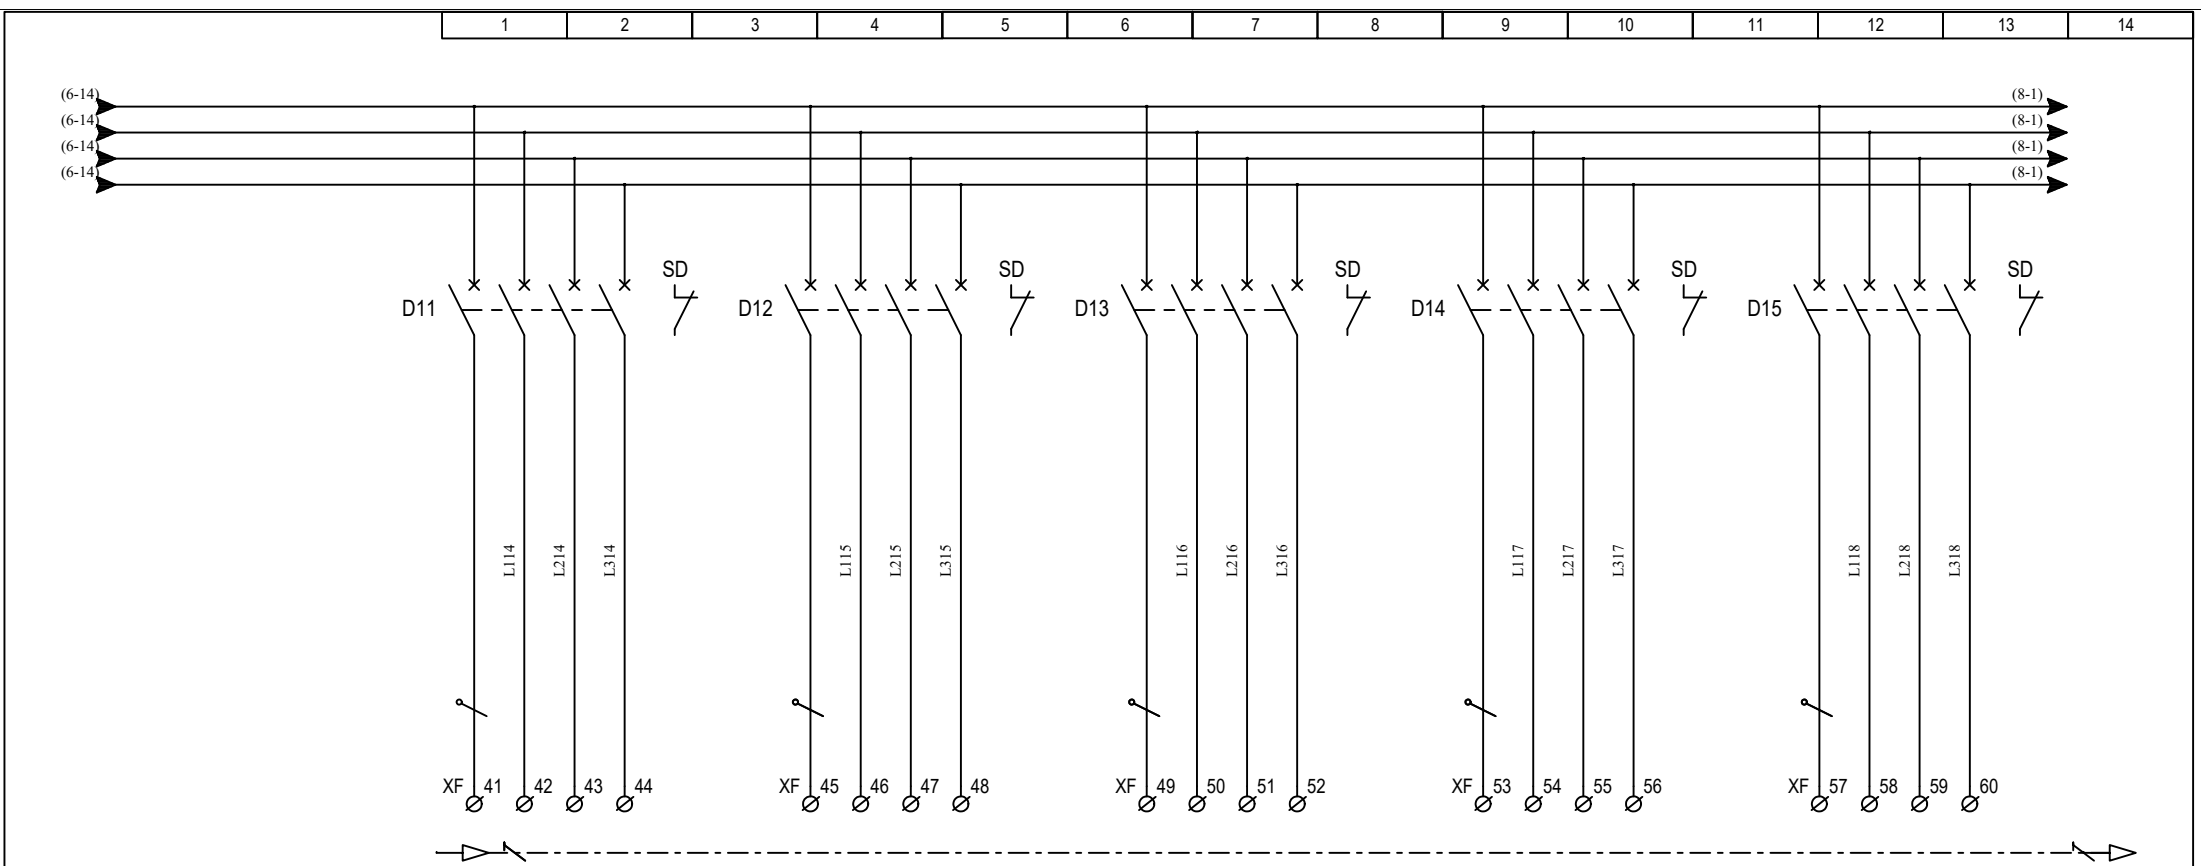 1 2 3 4 5 6 7 8 9 10 11 12 13 14
(6-14) (8-1)
(6-14) (8-1)
(6-14) (8-1)
(6-14) (8-1)
SD SD SD SD SD
D11 D12 D13 D14 D15
L114 L214 L314 L115 L215 L315 L116 L216 L316 L117 L217 L317 L118 L218 L318
XF 41 42 43 44 XF 45 46 47 48 XF 49 50 51 52 XF 53 54 55 56 XF 57 58 59 60